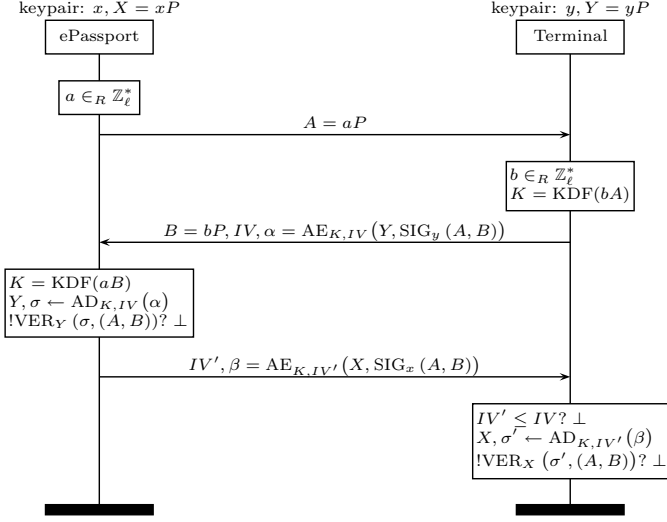 keypair: x, X = xP
keypair: y, Y = yP
ePassport
Terminal
a ∈_R ℤ*_ℓ
A = aP
b ∈_R ℤ*_ℓ
K = KDF(bA)
B = bP, IV, α = AE_{K,IV}(Y, SIG_y (A, B))
K = KDF(aB)
Y, σ ← AD_{K,IV}(α)
!VER_Y (σ, (A, B))? ⊥
IV′, β = AE_{K,IV′}(X, SIG_x (A, B))
IV′ ≤ IV? ⊥
X, σ′ ← AD_{K,IV′}(β)
!VER_X (σ′, (A, B))? ⊥